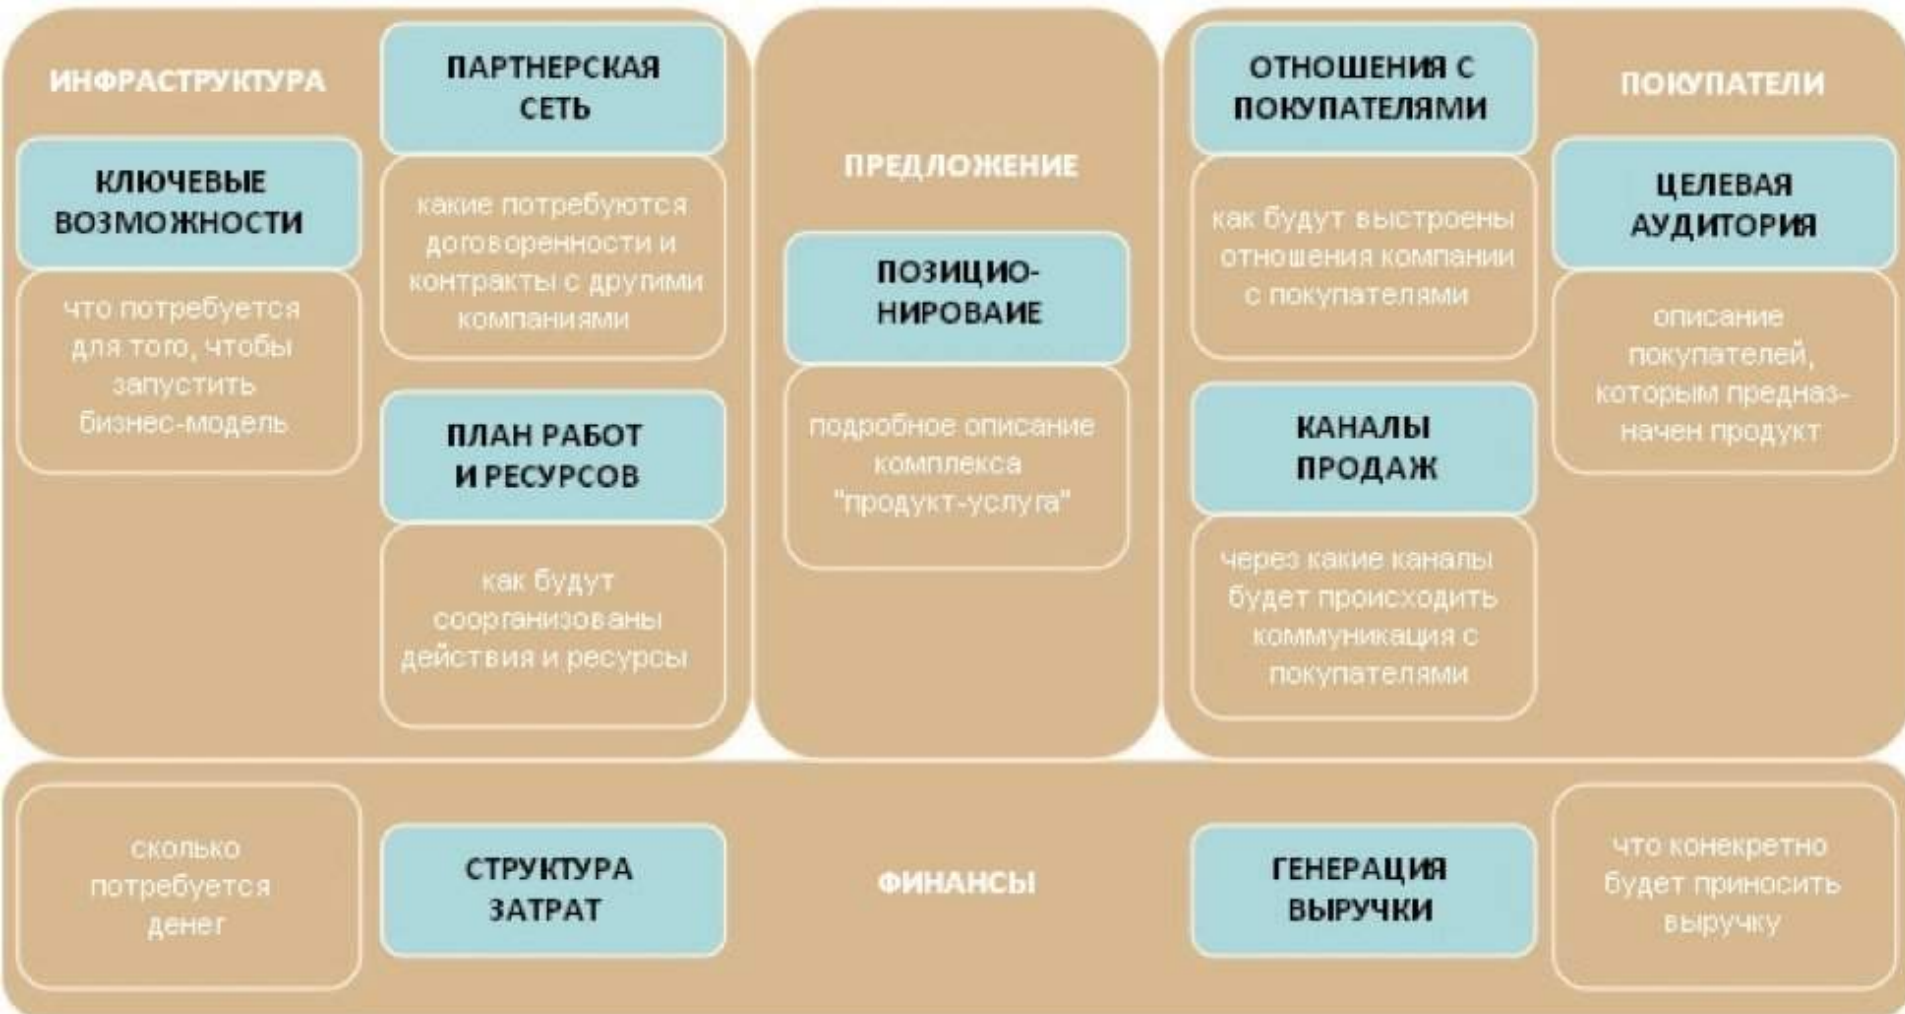 ИНФРАСТРУКТУРА
КЛЮЧЕВЫЕ
ВОЗМОЖНОСТИ
что потребуется
для того, чтобы
запустить
бизнес-модель
ПАРТНЕРСКАЯ
СЕТЬ
какие потребуются
договоренности и
контракты с другими
компаниями
ПЛАН РАБОТ
И РЕСУРСОВ
как будут
соорганизованы
действия и ресурсы
ПРЕДЛОЖЕНИЕ
ПОЗИЦИО-
НИРОВАИЕ
подробное описание
комплекса
"продукт-услуга"
ОТНОШЕНИЯ С
ПОКУПАТЕЛЯМИ
как будут выстроены
отношения компании
с покупателями
КАНАЛЫ
ПРОДАЖ
через какие каналы
будет происходить
коммуникация с
покупателями
ПОКУПАТЕЛИ
ЦЕЛЕВАЯ
АУДИТОРИЯ
описание
покупателей,
которым предназ-
начен продукт
сколько
потребуется
денег
СТРУКТУРА
ЗАТРАТ
ФИНАНСЫ
ГЕНЕРАЦИЯ
ВЫРУЧКИ
что конекретно
будет приносить
выручку